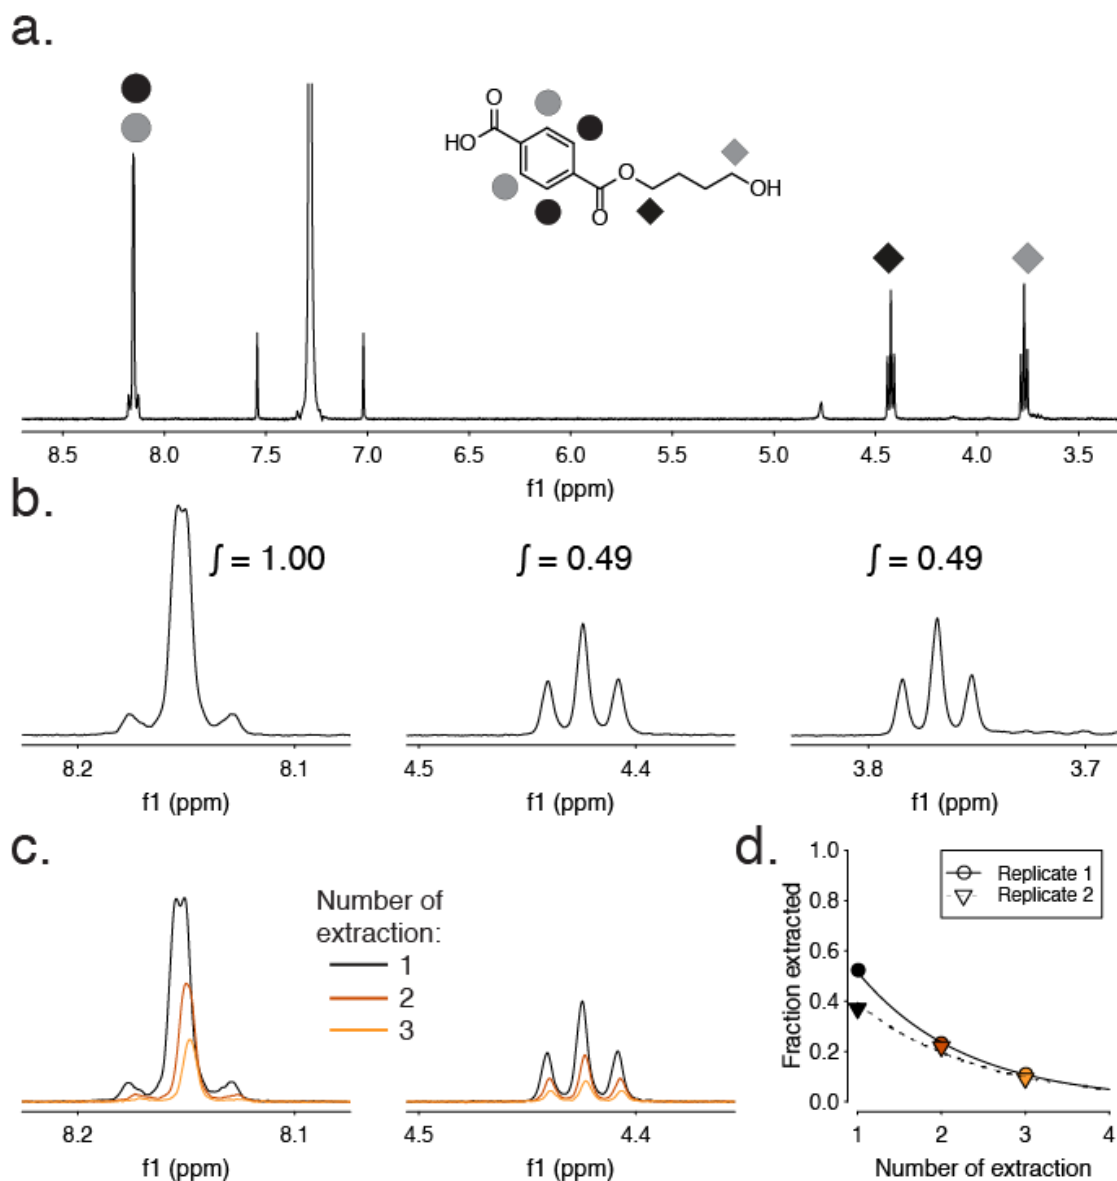 a.
O
HO
O
O
OH
8.5 8.0 7.5 7.0 6.5 6.0 5.5 5.0 4.5 4.0 3.5
f1 (ppm)
b.
∫ = 1.00
∫ = 0.49
∫ = 0.49
8.2 8.1
4.5 4.4
3.8 3.7
f1 (ppm)
f1 (ppm)
f1 (ppm)
c.
Number of
extraction:
1
2
3
8.2 8.1
4.5 4.4
f1 (ppm)
f1 (ppm)
d.
1.0
0.8
0.6
0.4
0.2
0.0
Fraction extracted
Replicate 1
Replicate 2
1 2 3 4
Number of extraction